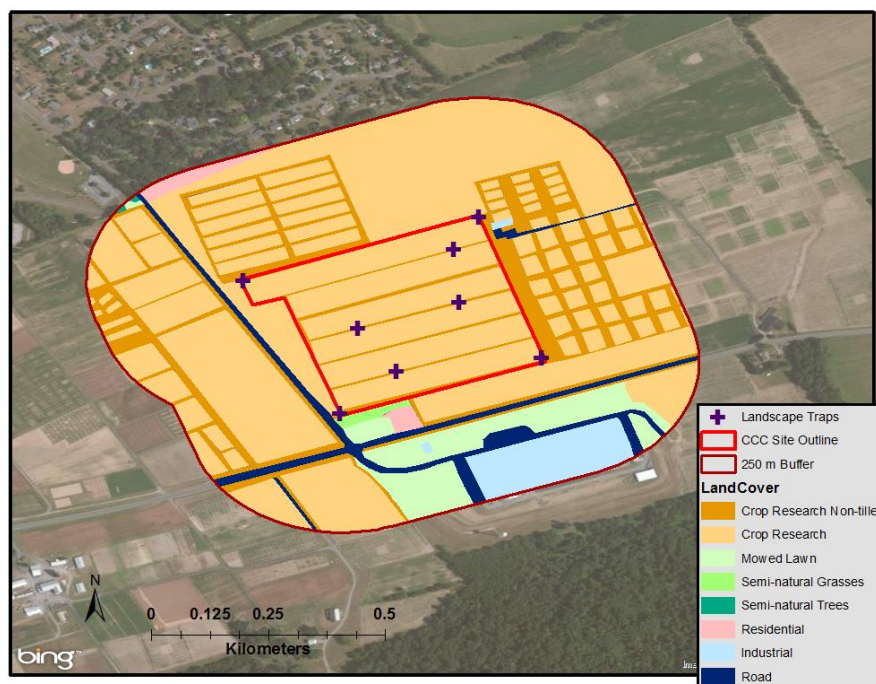 Landscape Traps
CCC Site Outline
250 m Buffer
LandCover
Crop Research Non-tille
Crop Research
Mowed Lawn
Semi-natural Grasses
Semi-natural Trees
Residential
Industrial
Road
N
0 0.125 0.25 0.5
Kilometers
bing